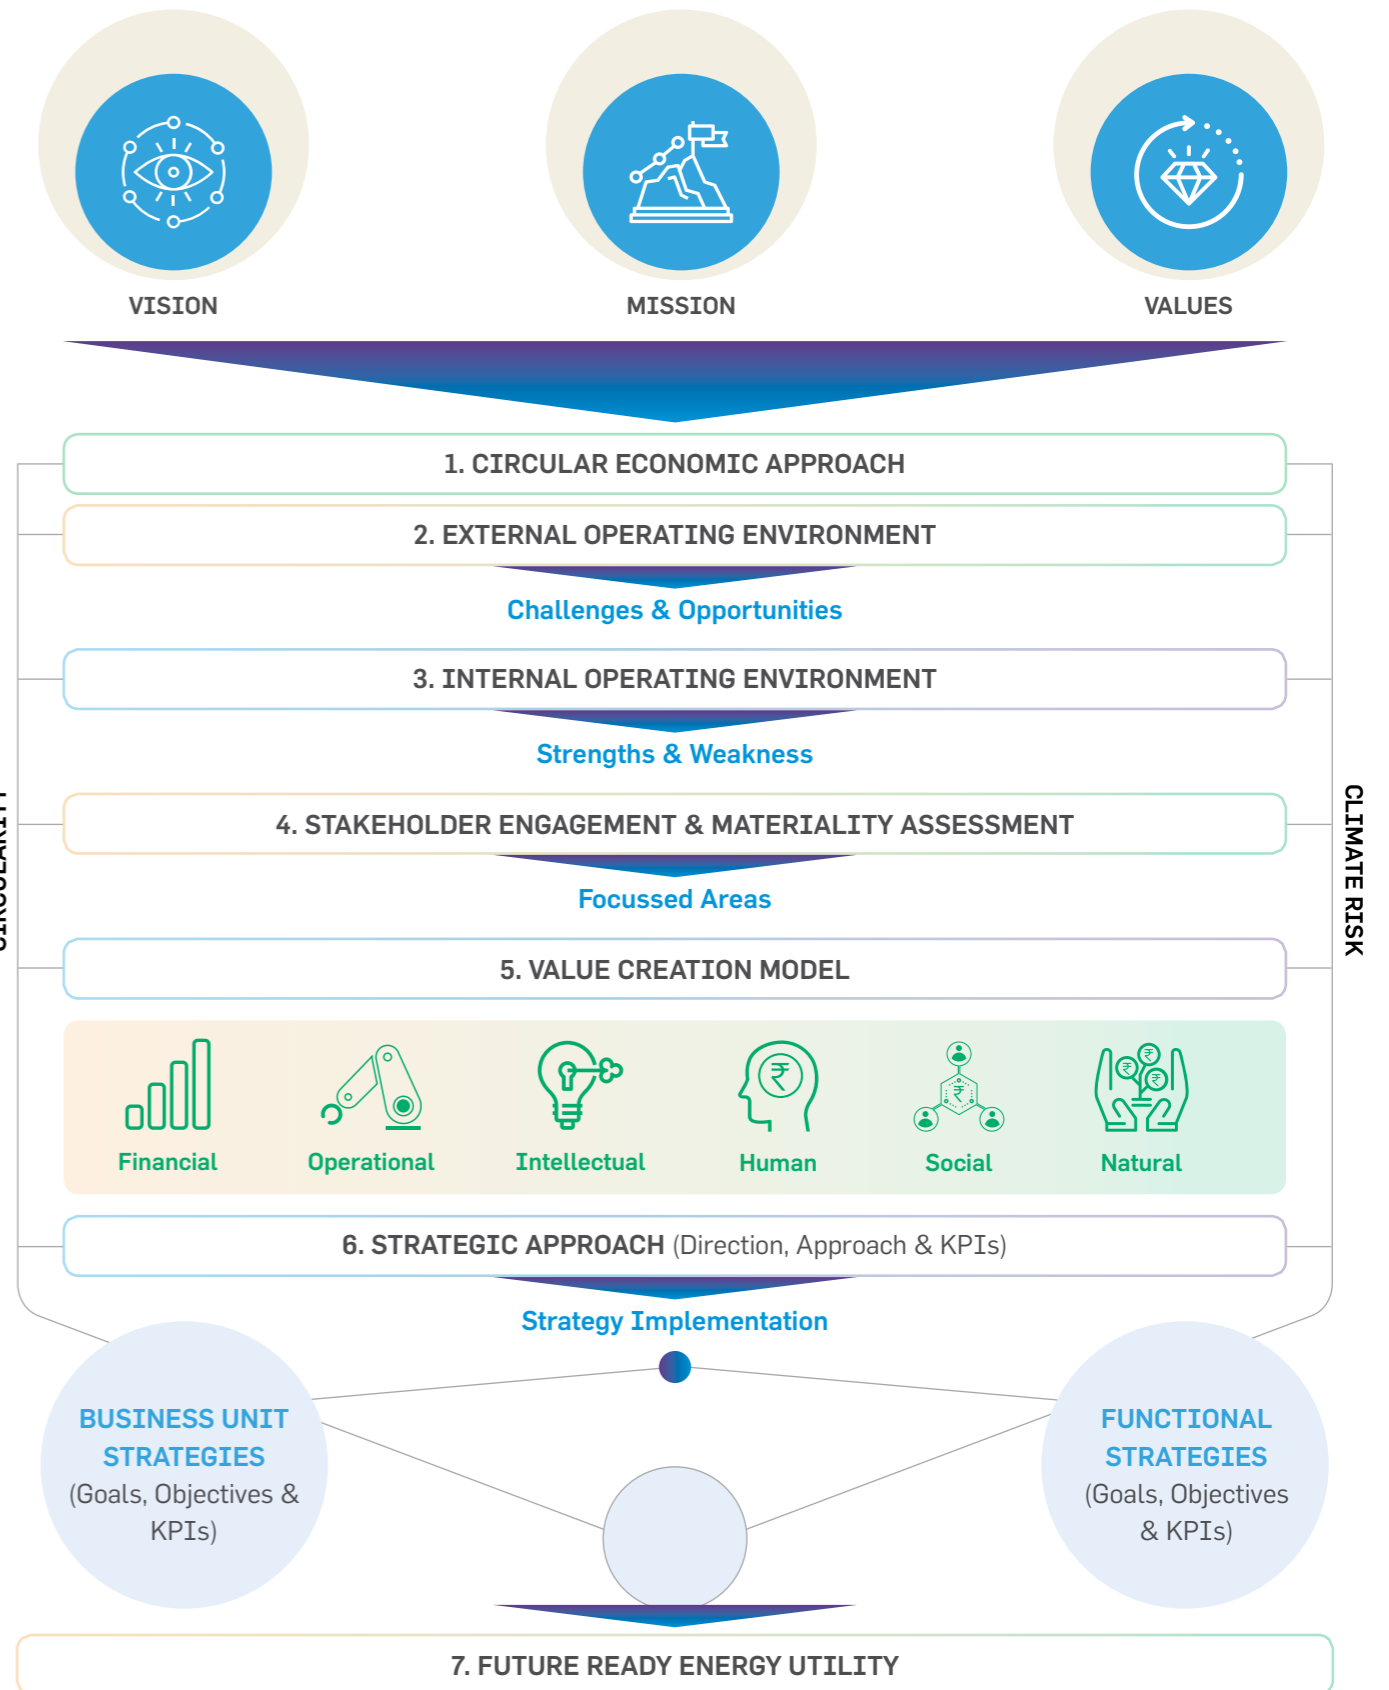 VISION
MISSION
VALUES
1. CIRCULAR ECONOMIC APPROACH
2. EXTERNAL OPERATING ENVIRONMENT
Challenges & Opportunities
3. INTERNAL OPERATING ENVIRONMENT
Strengths & Weakness
4. STAKEHOLDER ENGAGEMENT & MATERIALITY ASSESSMENT
Focussed Areas
5. VALUE CREATION MODEL
CIRCULARITY
CLIMATE RISK
₹
₹
₹
₹
₹
Financial
Operational
Intellectual
Human
Social
Natural
6. STRATEGIC APPROACH (Direction, Approach & KPIs)
Strategy Implementation
BUSINESS UNIT
STRATEGIES
(Goals, Objectives &
KPIs)
FUNCTIONAL
STRATEGIES
(Goals, Objectives
& KPIs)
7. FUTURE READY ENERGY UTILITY